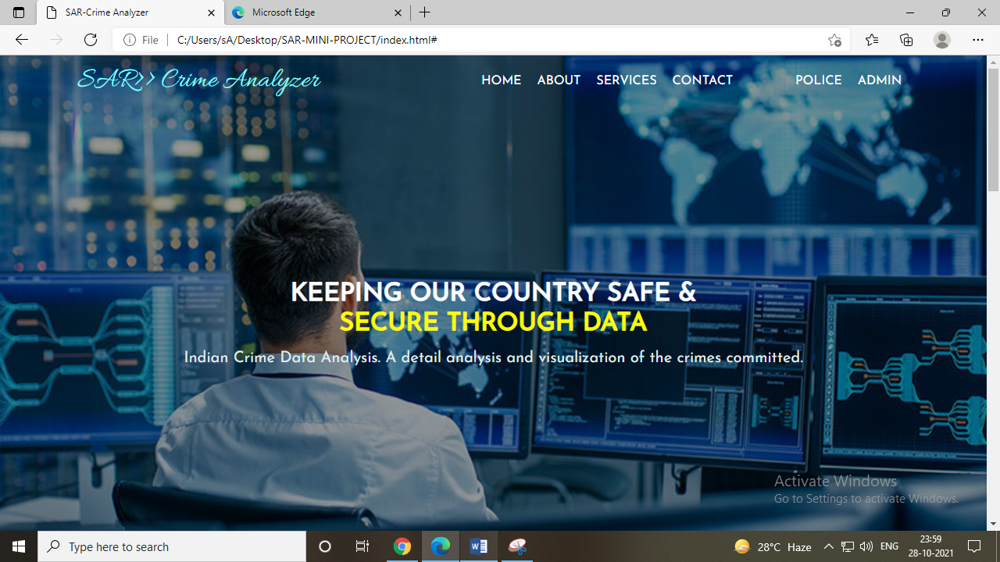 SAR-Crime Analyzer
Microsoft Edge
File
C:/Users/sA/Desktop/SAR-MINI-PROJECT/index.html#
SAR>> Crime Analyzer
HOME ABOUT SERVICES CONTACT POLICE ADMIN
KEEPING OUR COUNTRY SAFE &
SECURE THROUGH DATA
Indian Crime Data Analysis. A detail analysis and visualization of the crimes committed.
Activate Windows
Go to Settings to activate Windows.
Type here to search
28°C Haze
ENG
23:59
28-10-2021